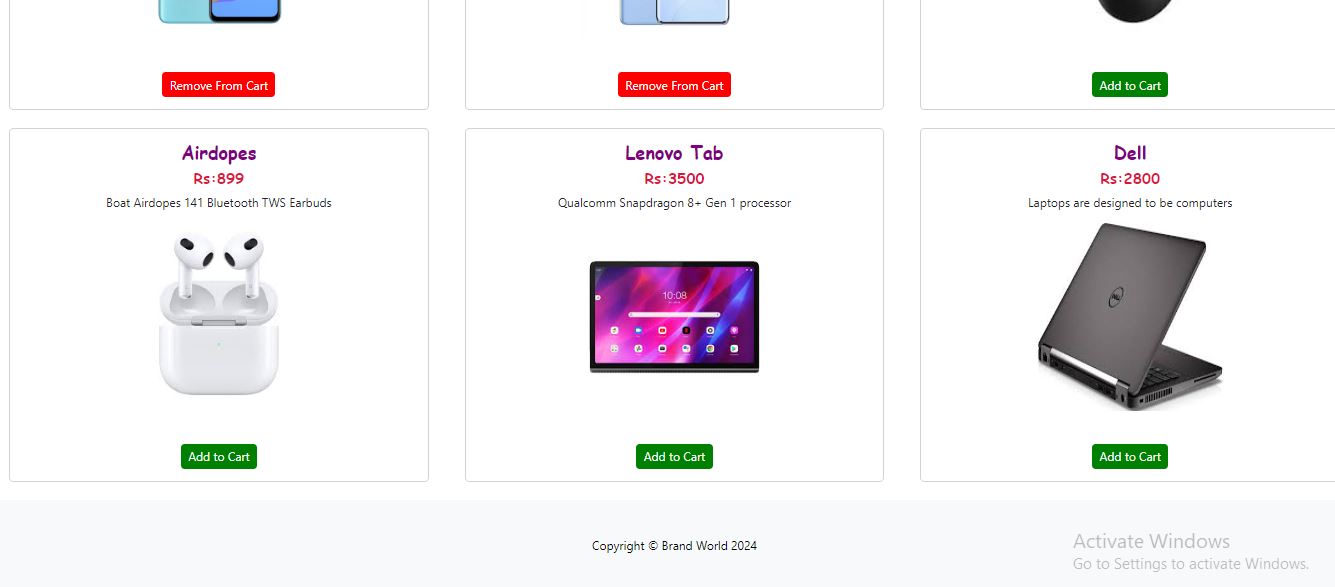 Remove From Cart
Remove From Cart
Add to Cart
Airdopes
Rs:899
Boat Airdopes 141 Bluetooth TWS Earbuds
Add to Cart
Lenovo Tab
Rs:3500
Qualcomm Snapdragon 8+ Gen 1 processor
10:08
Add to Cart
Dell
Rs:2800
Laptops are designed to be computers
DELL
Add to Cart
Copyright © Brand World 2024
Activate Windows
Go to Settings to activate Windows.